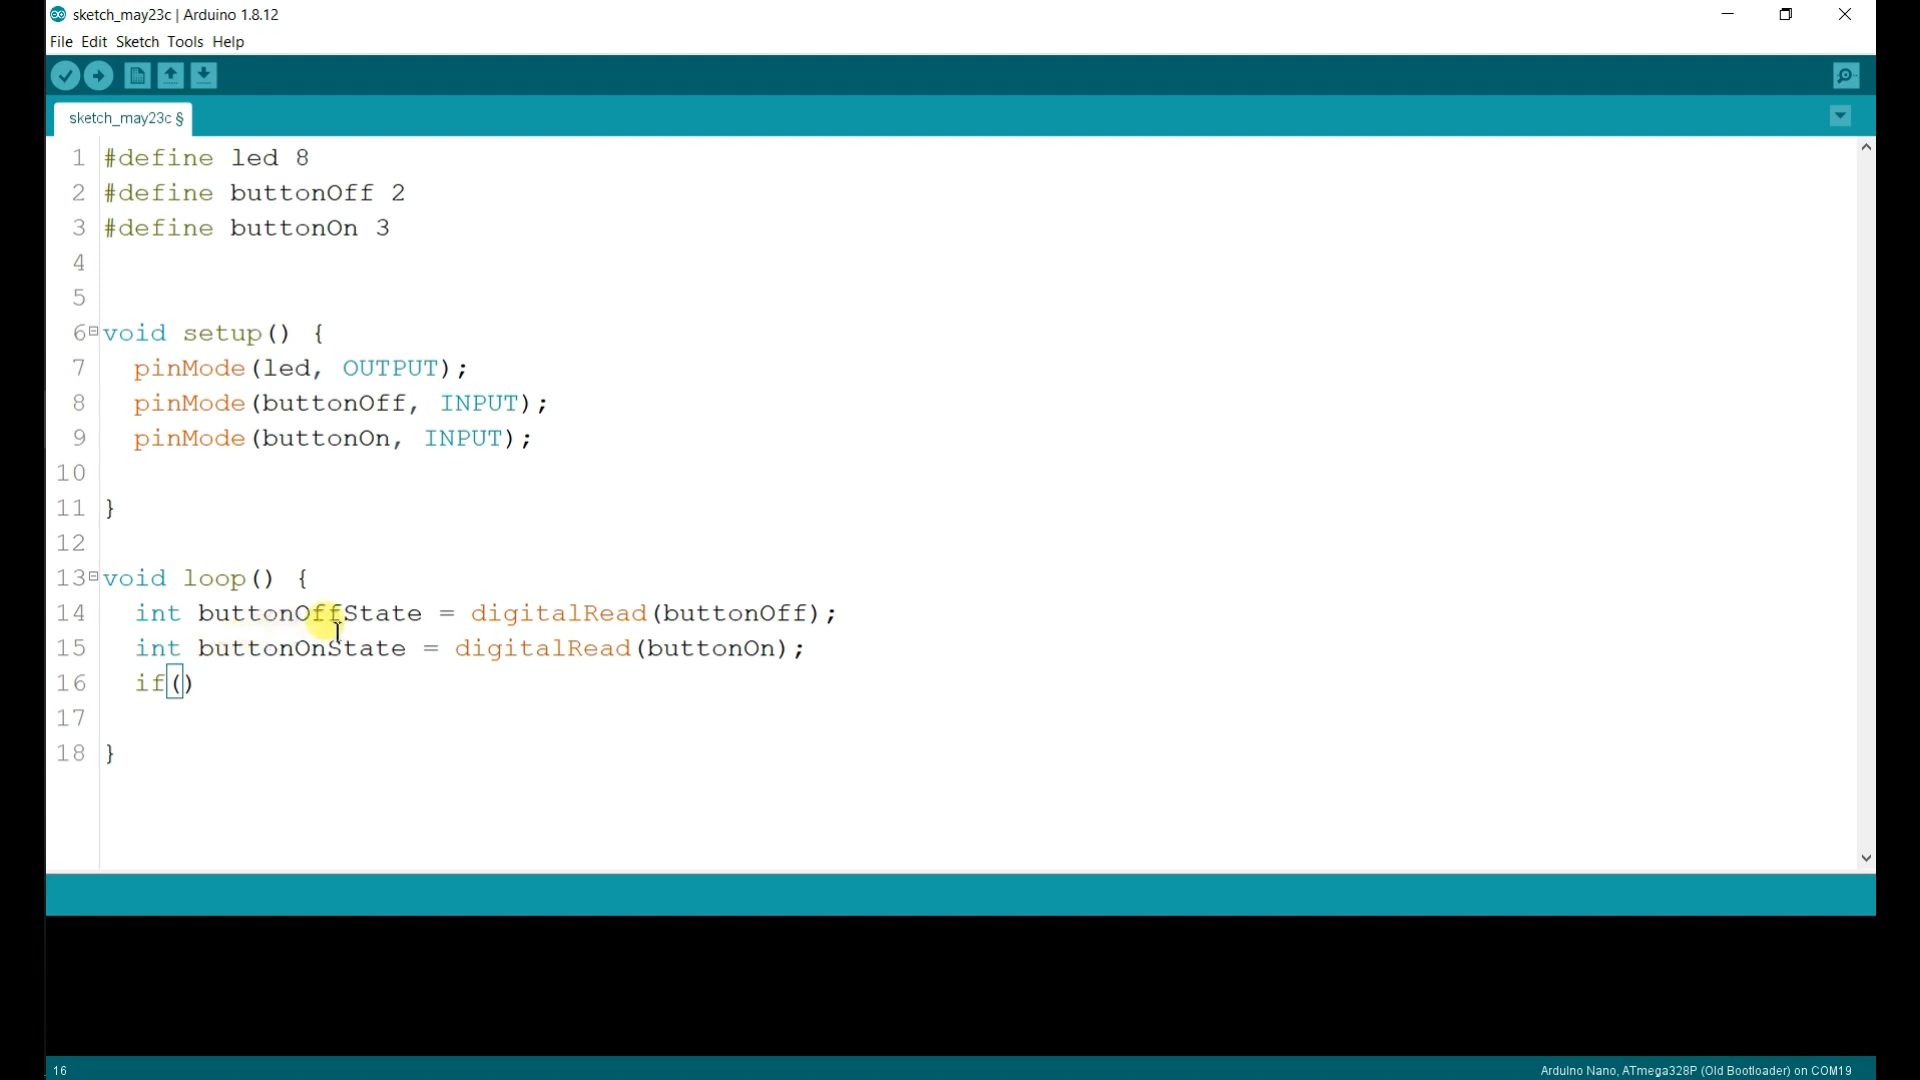 sketch_may23c | Arduino 1.8.12
File Edit Sketch Tools Help
sketch_may23c §
1 #define led 8
2 #define buttonOff 2
3 #define buttonOn 3
4
5
6 void setup() {
7 pinMode(led, OUTPUT);
8 pinMode(buttonOff, INPUT);
9 pinMode(buttonOn, INPUT);
10
11 }
12
13 void loop() {
14 int buttonOffState = digitalRead(buttonOff);
15 int buttonOnState = digitalRead(buttonOn);
16 if()
17
18 }
16 Arduino Nano, ATmega328P (Old Bootloader) on COM19